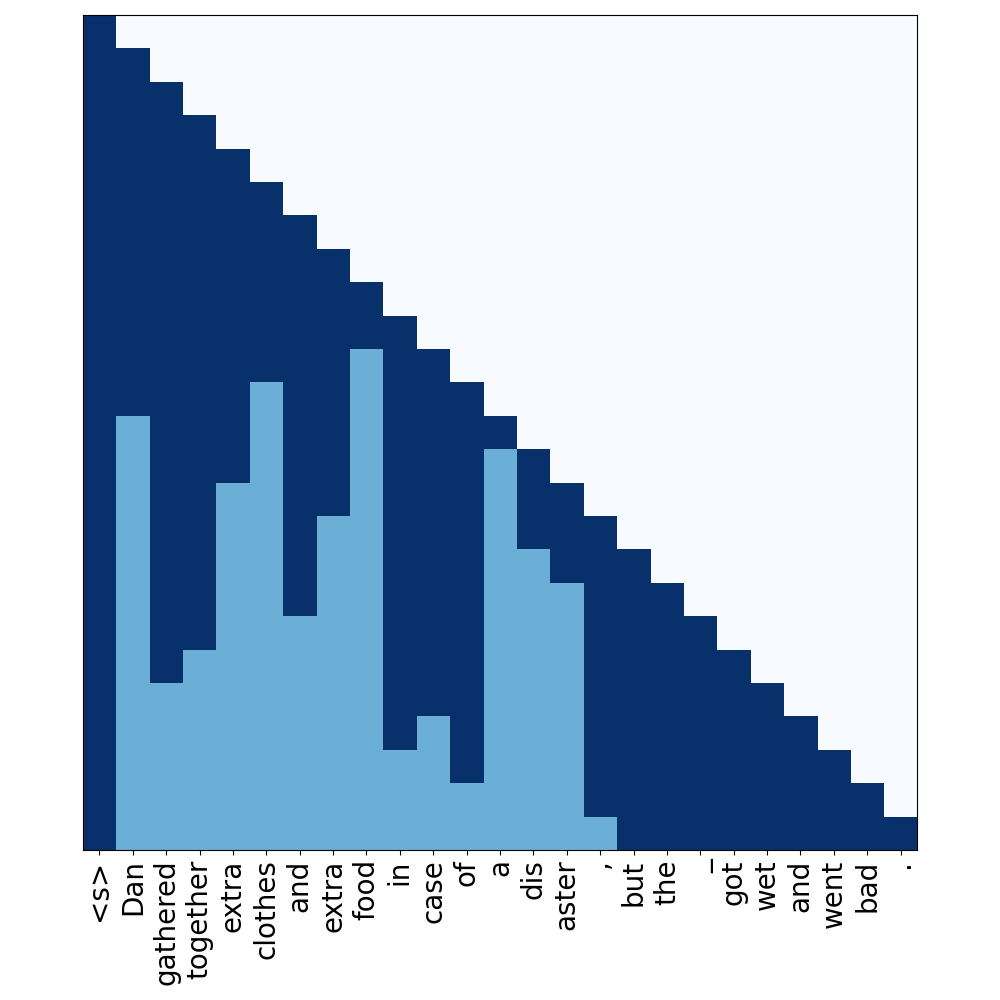 <s> Dan gathered together extra clothes and extra food in case of a dis aster , but the _ got wet and went bad .